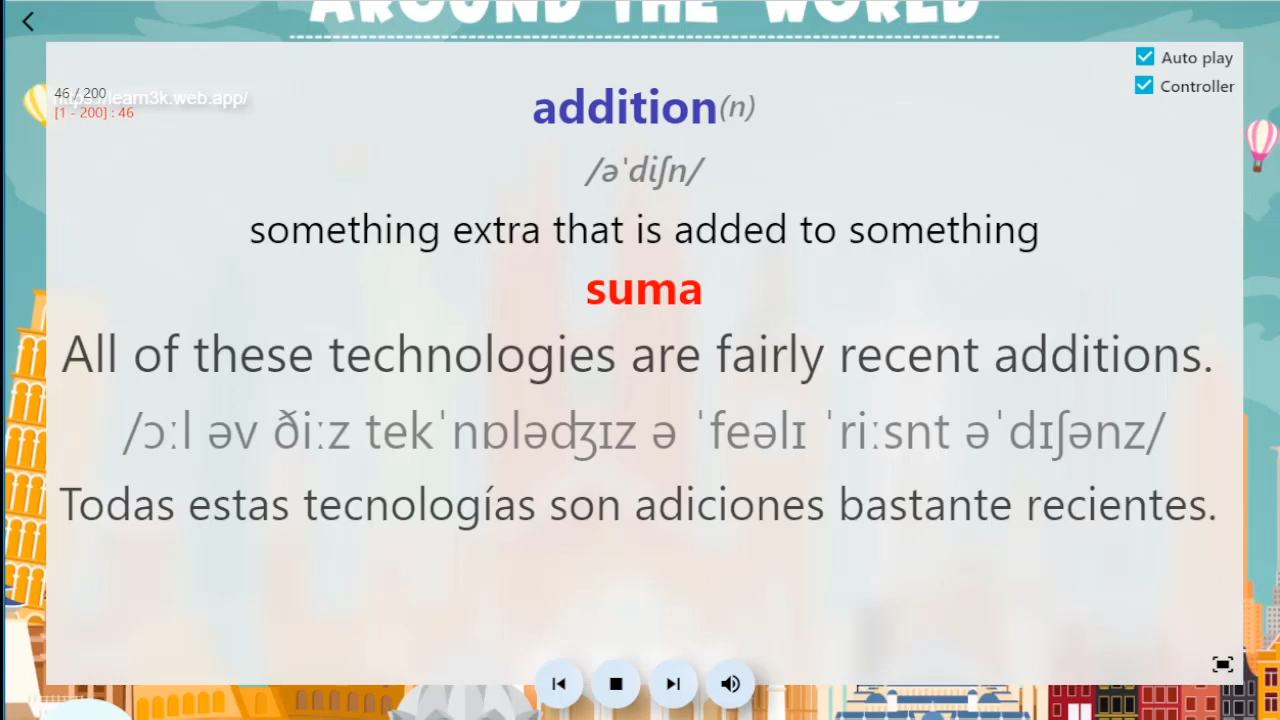 AROUND THE WORLD
Auto play
Controller
46 / 200
https://learn3k.web.app/
[1 - 200] : 46
addition(n)
/əˈdiʃn/
something extra that is added to something
suma
All of these technologies are fairly recent additions.
/ɔːl əv ðiːz tekˈnɒləʤɪz ə ˈfeəlɪ ˈriːsnt əˈdɪʃənz/
Todas estas tecnologías son adiciones bastante recientes.